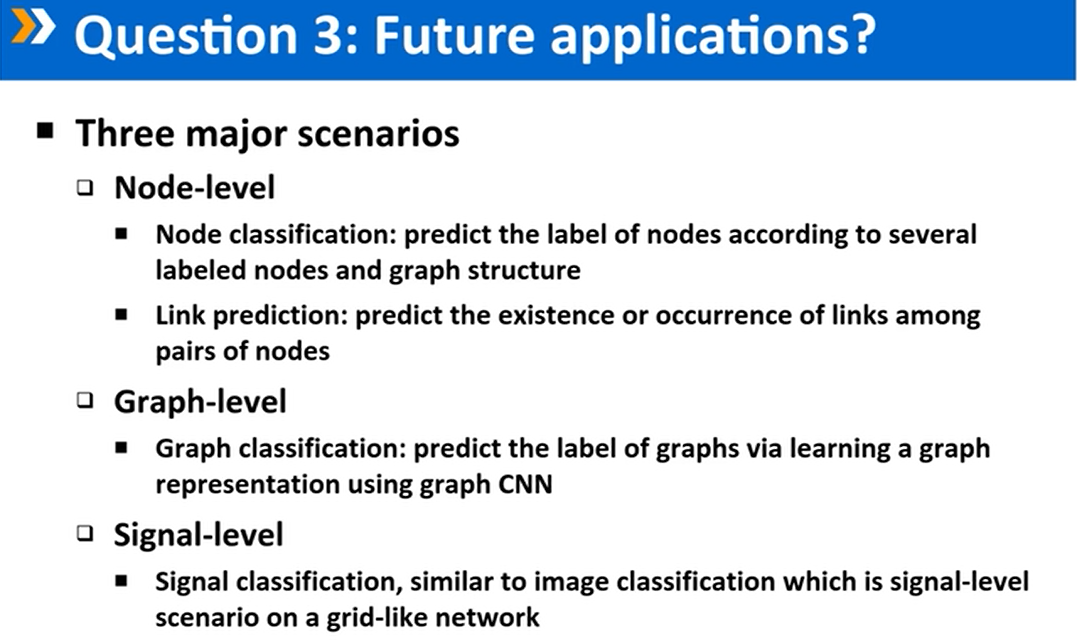 Question 3: Future applications?
Three major scenarios
Node-level
Node classification: predict the label of nodes according to several
labeled nodes and graph structure
Link prediction: predict the existence or occurrence of links among
pairs of nodes
Graph-level
Graph classification: predict the label of graphs via learning a graph
representation using graph CNN
Signal-level
Signal classification, similar to image classification which is signal-level
scenario on a grid-like network